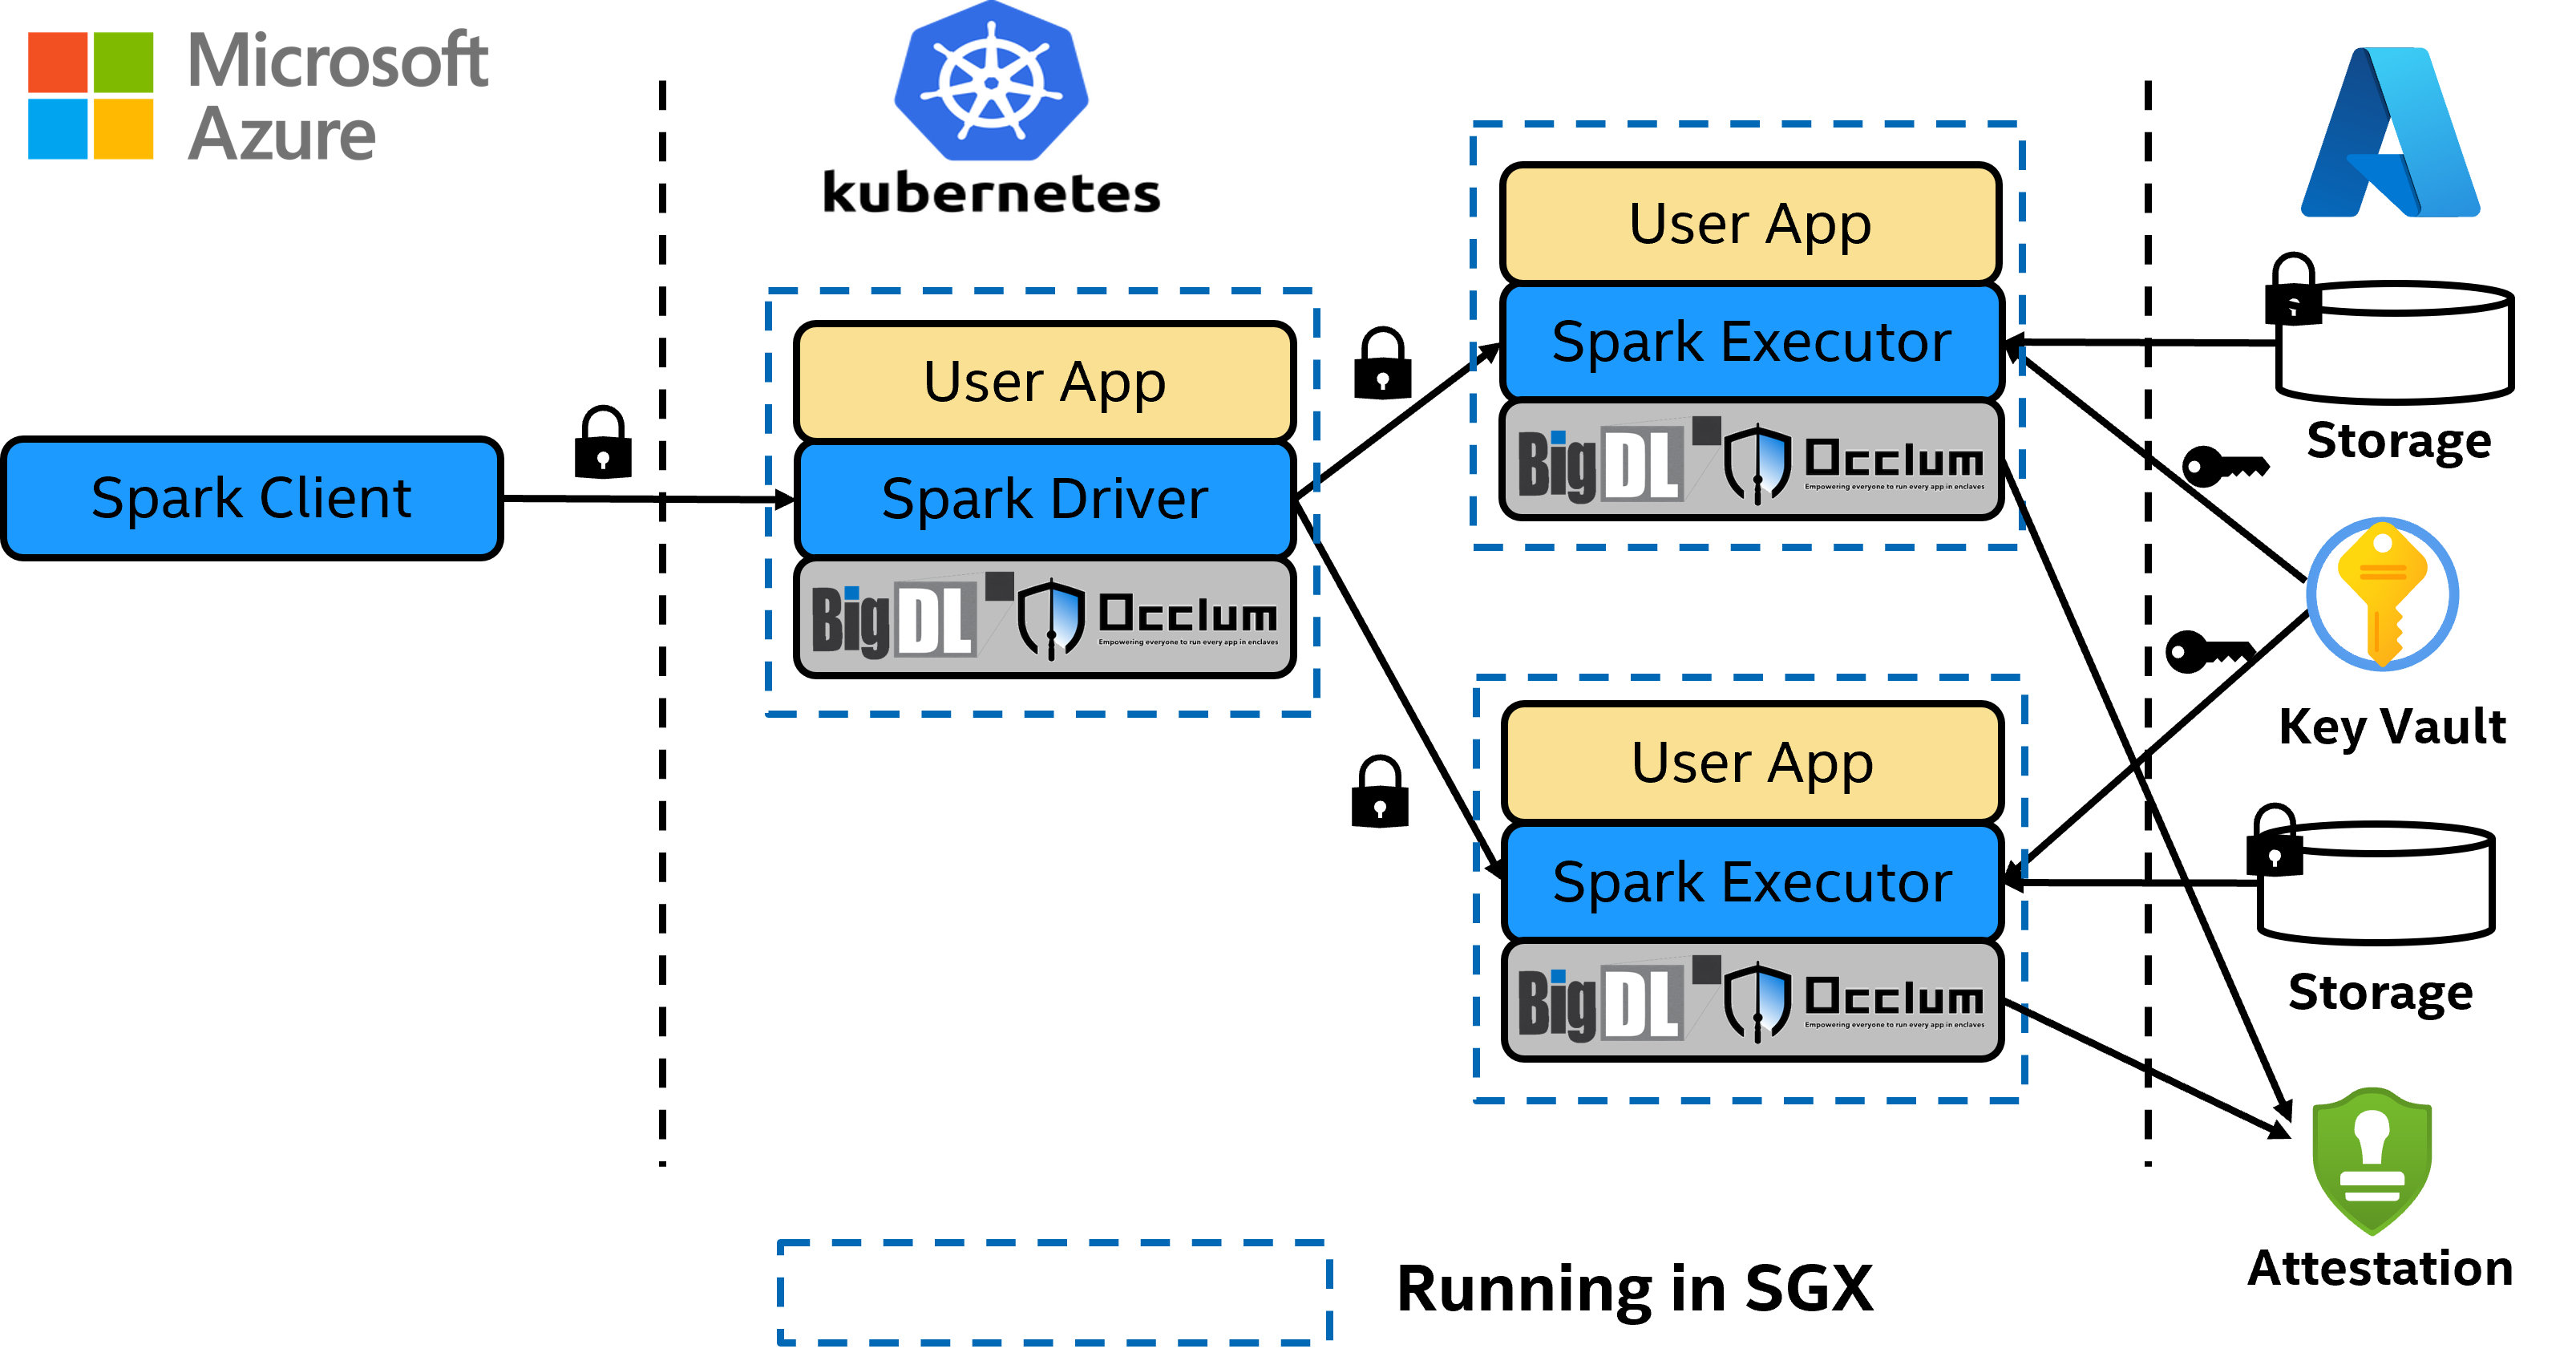 Microsoft
Azure
kubernetes
User App
Spark Executor
BigDL
Occlum
Empowering everyone to run every app in enclaves
Storage
User App
Spark Client
Spark Driver
BigDL
Occlum
Empowering everyone to run every app in enclaves
Key Vault
User App
Spark Executor
BigDL
Occlum
Empowering everyone to run every app in enclaves
Storage
Attestation
Running in SGX